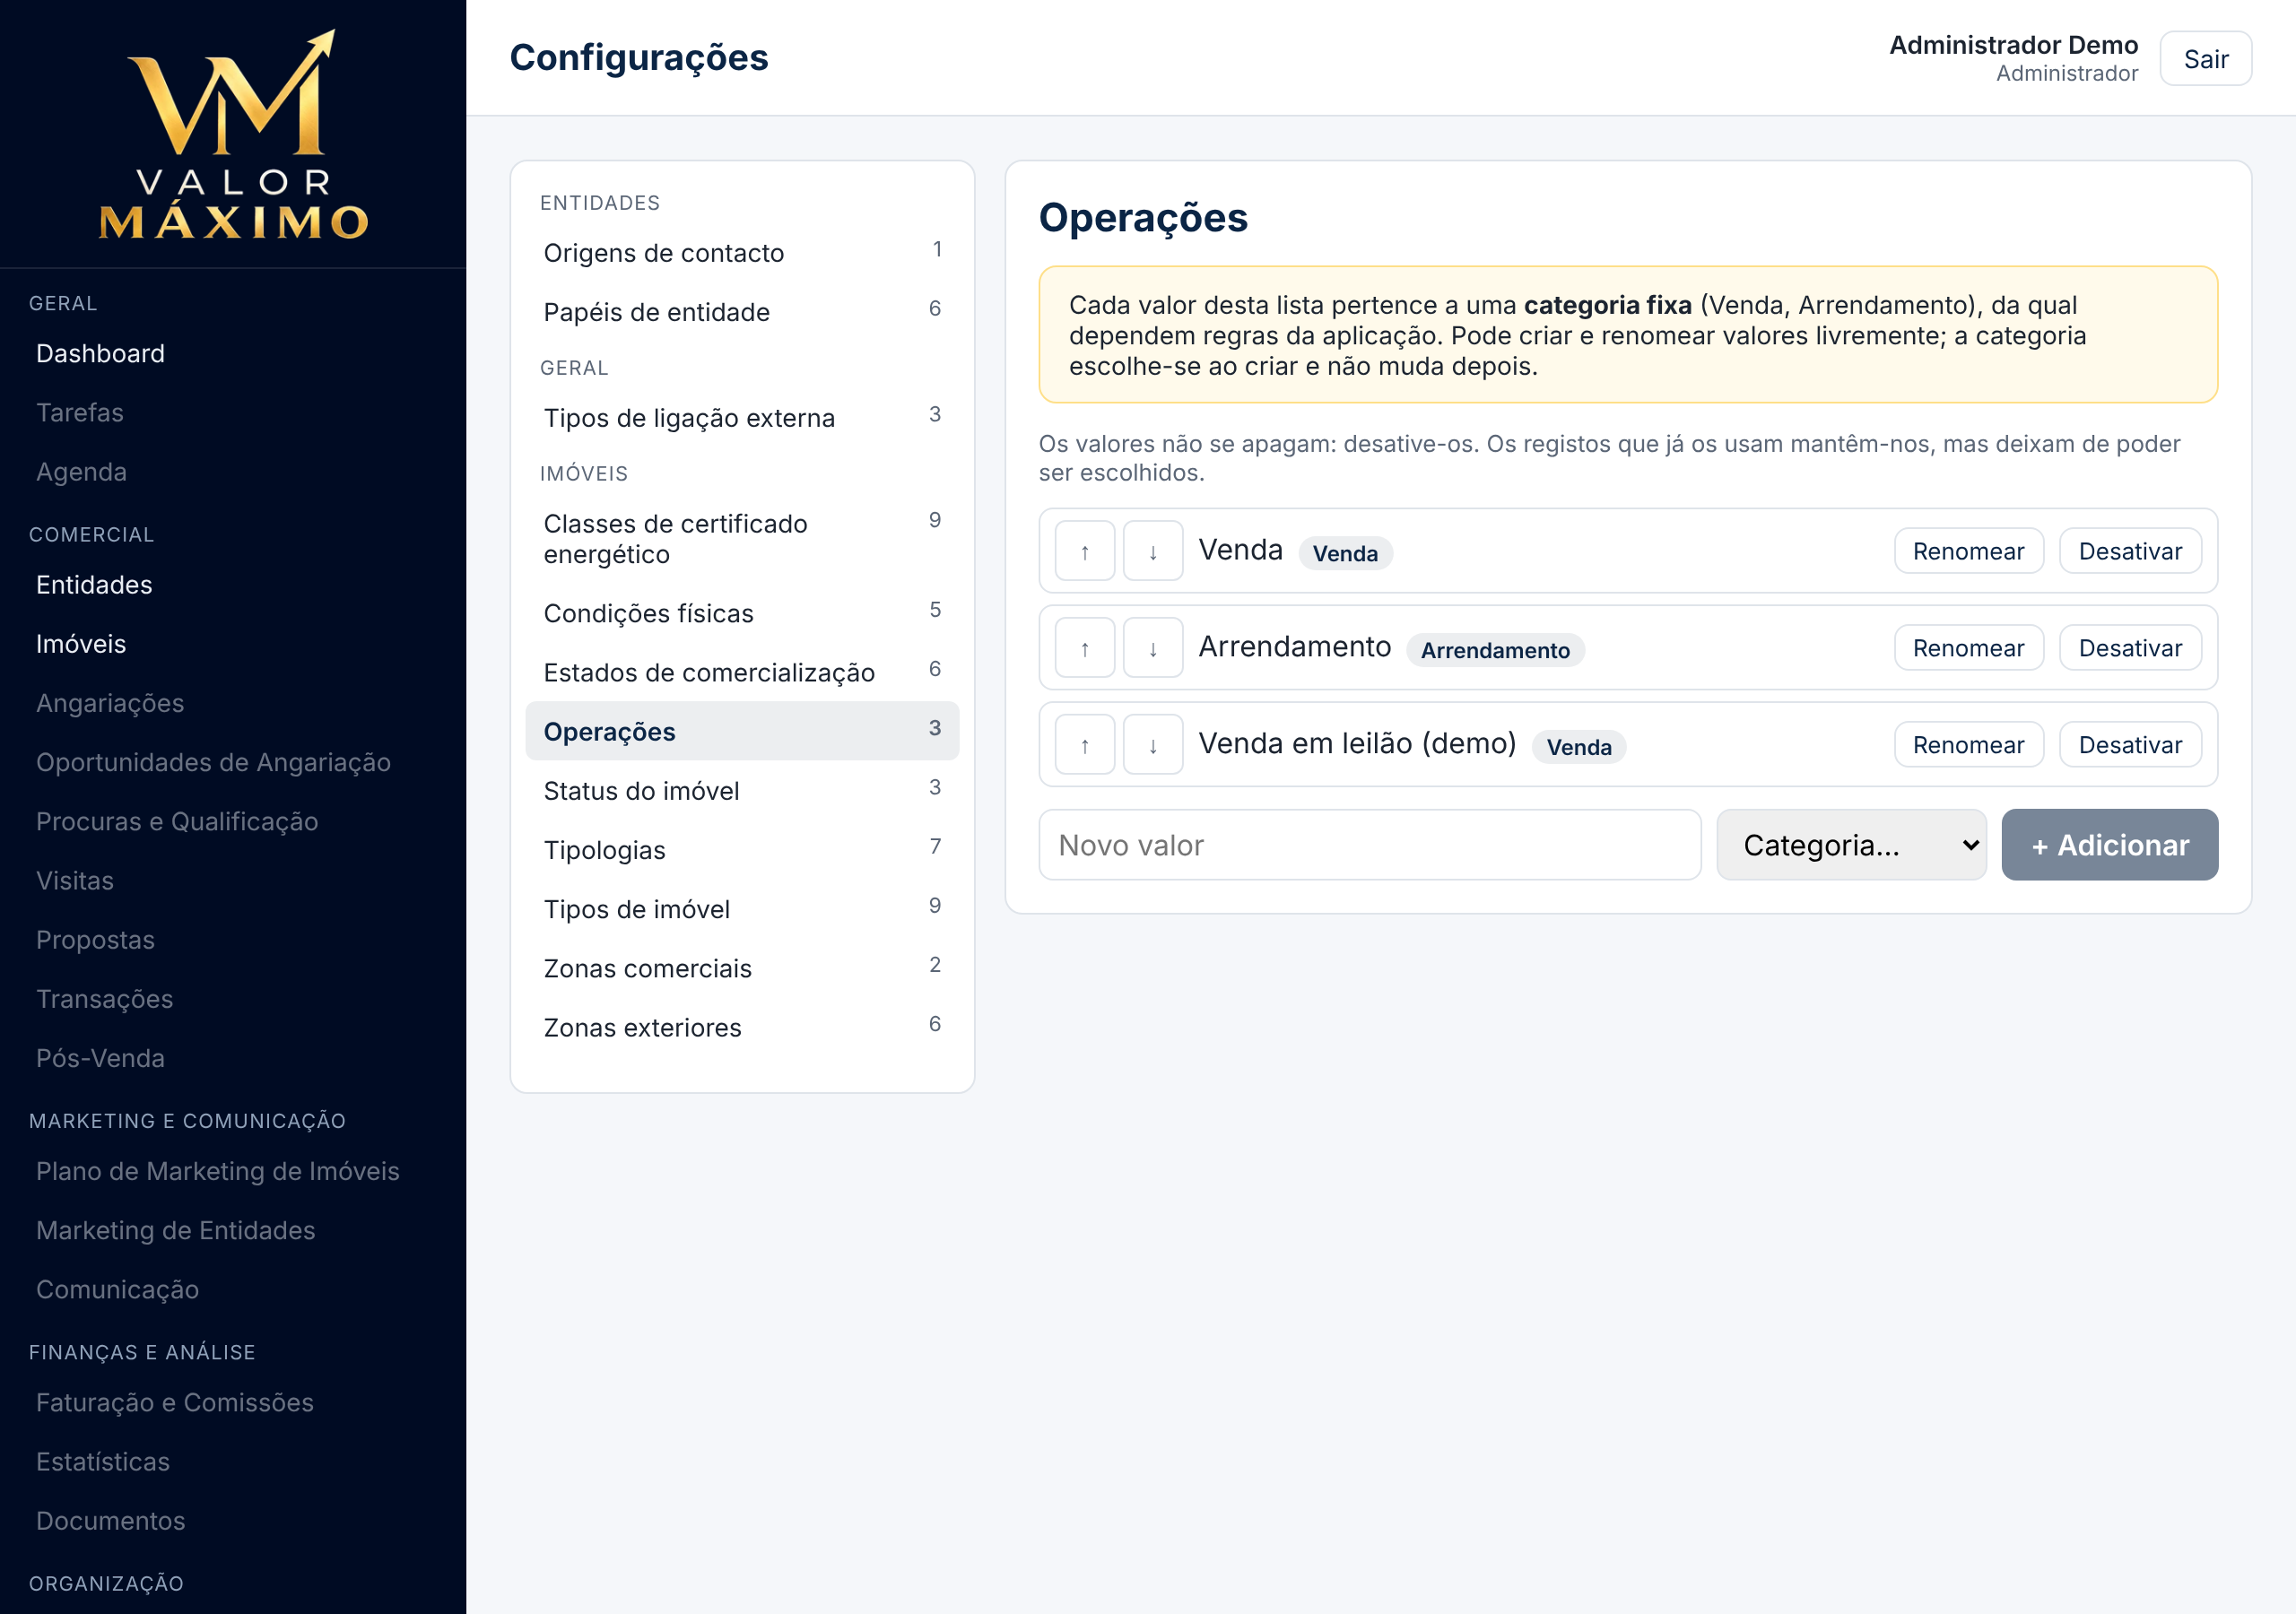 VM
VALOR
MÁXIMO
GERAL
Dashboard
Tarefas
Agenda
COMERCIAL
Entidades
Imóveis
Angariações
Oportunidades de Angariação
Procuras e Qualificação
Visitas
Propostas
Transações
Pós-Venda
MARKETING E COMUNICAÇÃO
Plano de Marketing de Imóveis
Marketing de Entidades
Comunicação
FINANÇAS E ANÁLISE
Faturação e Comissões
Estatísticas
Documentos
ORGANIZAÇÃO
Configurações
Administrador Demo
Administrador
Sair
ENTIDADES
Origens de contacto 1
Papéis de entidade 6
GERAL
Tipos de ligação externa 3
IMÓVEIS
Classes de certificado 9
energético
Condições físicas 5
Estados de comercialização 6
Operações 3
Status do imóvel 3
Tipologias 7
Tipos de imóvel 9
Zonas comerciais 2
Zonas exteriores 6
Operações
Cada valor desta lista pertence a uma categoria fixa (Venda, Arrendamento), da qual
dependem regras da aplicação. Pode criar e renomear valores livremente; a categoria
escolhe-se ao criar e não muda depois.
Os valores não se apagam: desative-os. Os registos que já os usam mantêm-nos, mas deixam de poder
ser escolhidos.
↑ ↓ Venda Venda Renomear Desativar
↑ ↓ Arrendamento Arrendamento Renomear Desativar
↑ ↓ Venda em leilão (demo) Venda Renomear Desativar
Novo valor Categoria... + Adicionar